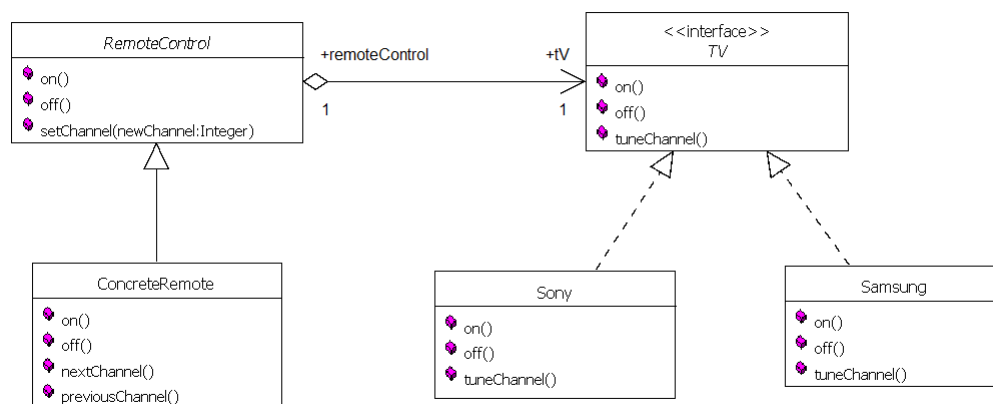 RemoteControl
on()
off()
setChannel(newChannel:Integer)
+remoteControl
1
+tV
1
<<interface>>
TV
on()
off()
tuneChannel()
ConcreteRemote
on()
off()
nextChannel()
previousChannel()
Sony
on()
off()
tuneChannel()
Samsung
on()
off()
tuneChannel()